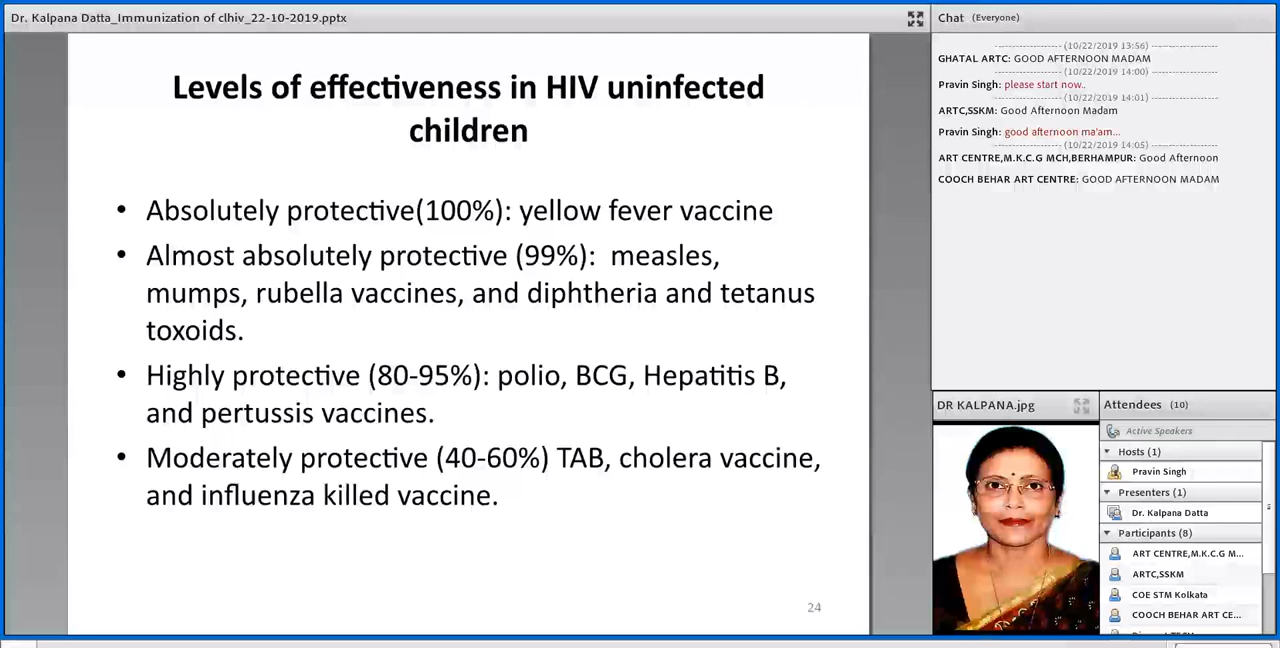 Dr. Kalpana Datta_Immunization of clhiv_22-10-2019.pptx
Levels of effectiveness in HIV uninfected
children
• Absolutely protective(100%): yellow fever vaccine
• Almost absolutely protective (99%):  measles,
mumps, rubella vaccines, and diphtheria and tetanus
toxoids.
• Highly protective (80-95%): polio, BCG, Hepatitis B,
and pertussis vaccines.
• Moderately protective (40-60%) TAB, cholera vaccine,
and influenza killed vaccine.
24
Chat (Everyone)
(10/22/2019 13:56)
GHATAL ARTC: GOOD AFTERNOON MADAM
(10/22/2019 14:00)
Pravin Singh: please start now..
(10/22/2019 14:01)
ARTC,SSKM: Good Afternoon Madam
Pravin Singh: good afternoon ma'am...
(10/22/2019 14:05)
ART CENTRE,M.K.C.G MCH,BERHAMPUR: Good Afternoon
COOCH BEHAR ART CENTRE: GOOD AFTERNOON MADAM
DR KALPANA.jpg
Attendees (10)
Active Speakers
Hosts (1)
Pravin Singh
Presenters (1)
Dr. Kalpana Datta
Participants (8)
ART CENTRE,M.K.C.G M...
ARTC,SSKM
COE STM Kolkata
COOCH BEHAR ART CE...